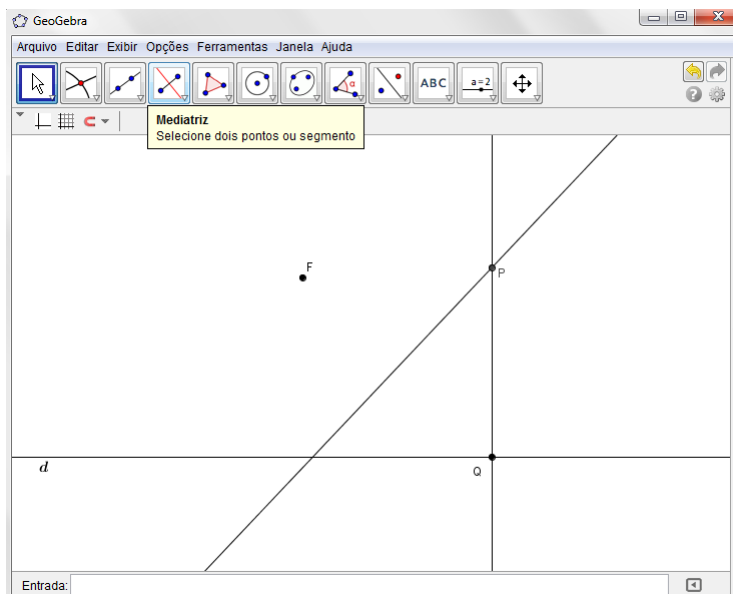 GeoGebra
Arquivo Editar Exibir Opções Ferramentas Janela Ajuda
ABC
a=2
α
Mediatriz
Selecione dois pontos ou segmento
F
P
d
Q
Entrada: